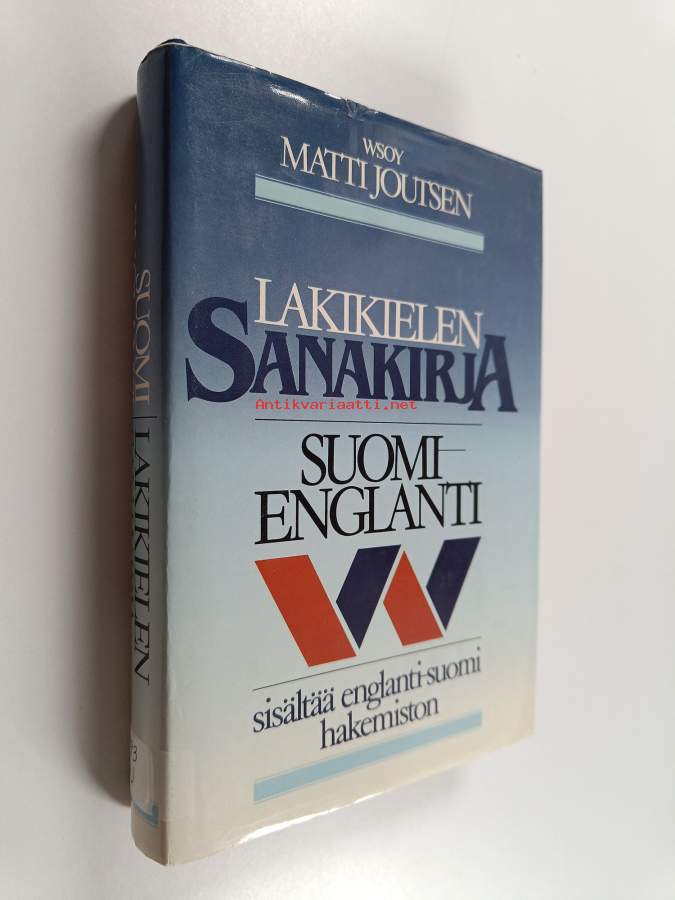 WSOY
MATTI JOUTSEN
LAKIKIELEN
SANAKIRJA
Antikvariaatti.net
SUOMI–
ENGLANTI
W
sisältää englanti-suomi
hakemiston
SUOMI | LAKIKIELEN